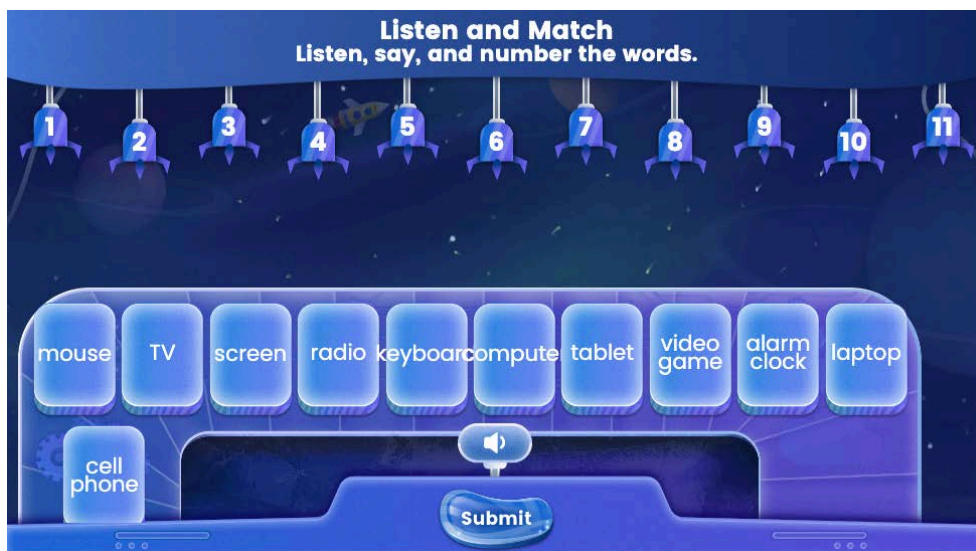 Listen and Match
Listen, say, and number the words.
1 2 3 4 5 6 7 8 9 10 11
mouse TV screen radio keyboard compute tablet video game alarm clock laptop
cell phone
Submit